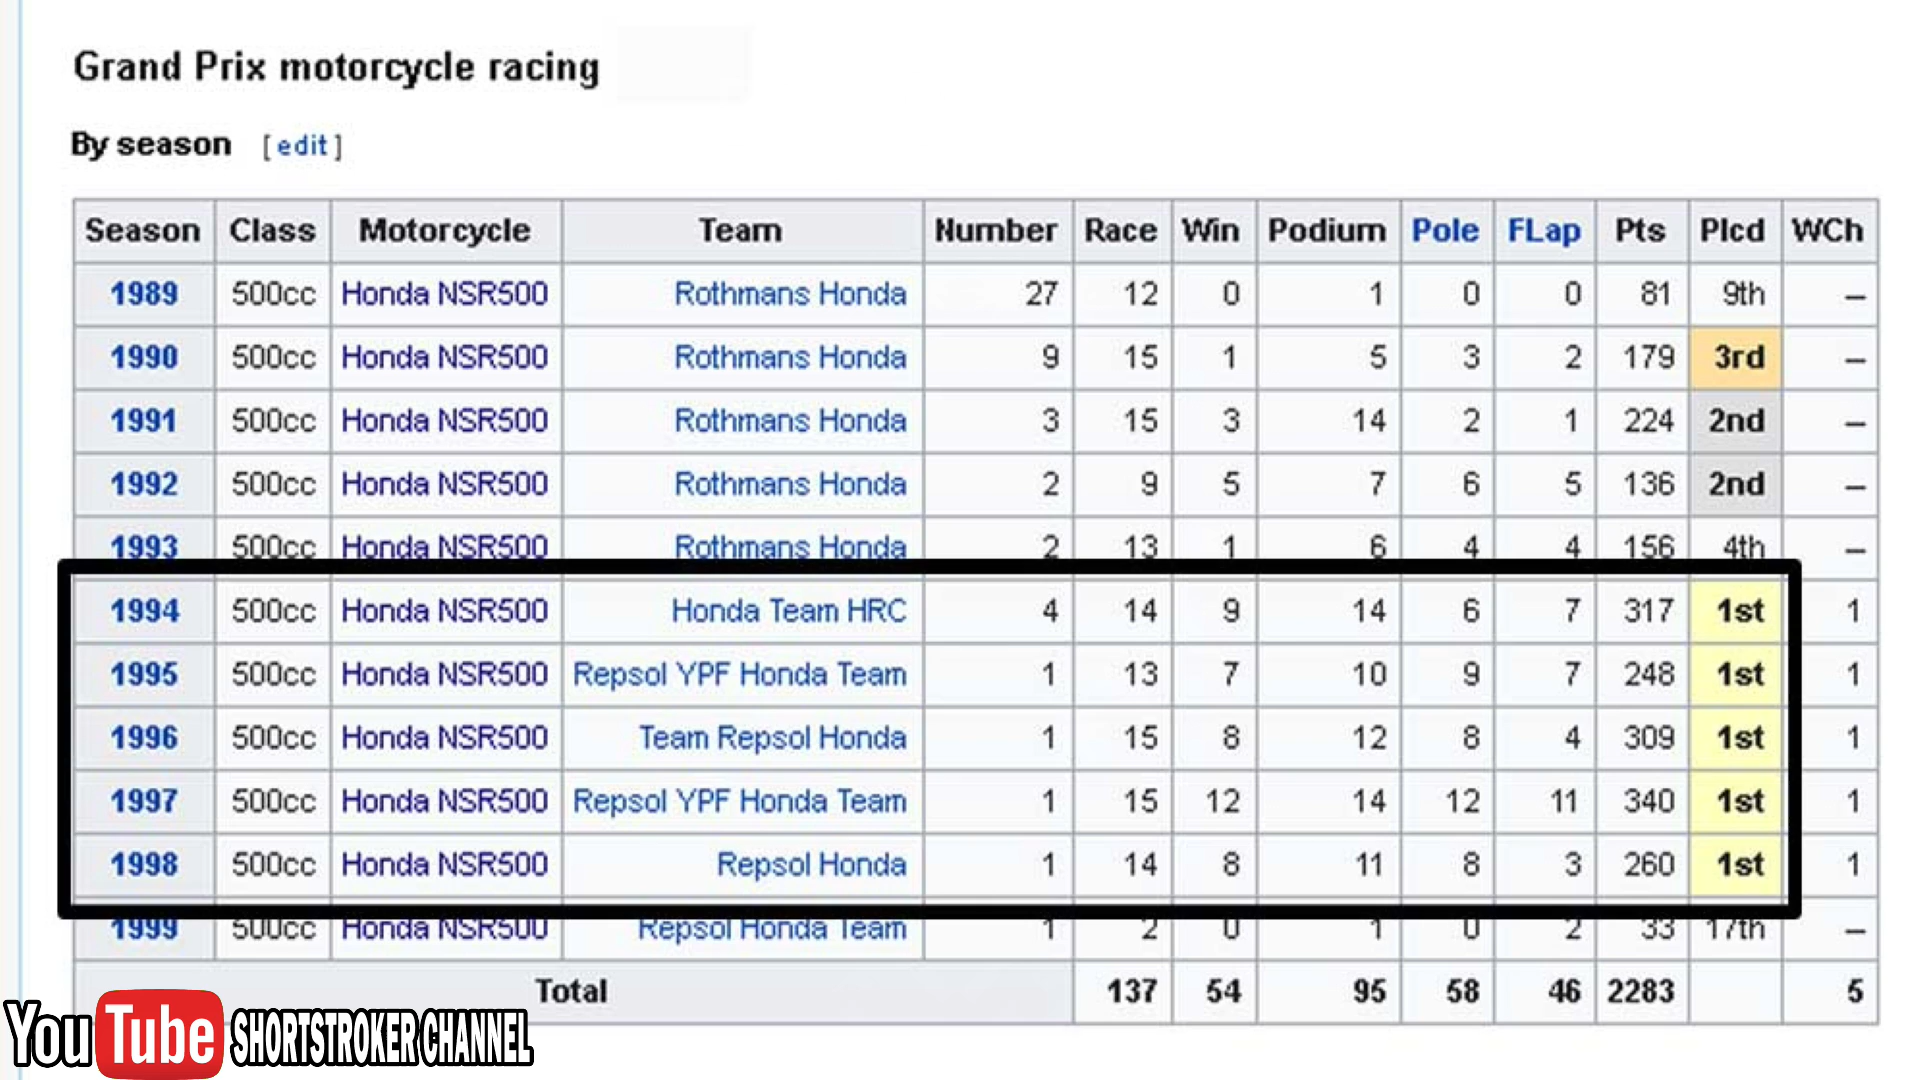 Grand Prix motorcycle racing
By season [ edit ]
Season Class Motorcycle Team Number Race Win Podium Pole FLap Pts Plcd WCh
1989 500cc Honda NSR500 Rothmans Honda 27 12 0 1 0 0 81 9th –
1990 500cc Honda NSR500 Rothmans Honda 9 15 1 5 3 2 179 3rd –
1991 500cc Honda NSR500 Rothmans Honda 3 15 3 14 2 1 224 2nd –
1992 500cc Honda NSR500 Rothmans Honda 2 9 5 7 6 5 136 2nd –
1993 500cc Honda NSR500 Rothmans Honda 2 13 1 6 4 4 156 4th –
1994 500cc Honda NSR500 Honda Team HRC 4 14 9 14 6 7 317 1st 1
1995 500cc Honda NSR500 Repsol YPF Honda Team 1 13 7 10 9 7 248 1st 1
1996 500cc Honda NSR500 Team Repsol Honda 1 15 8 12 8 4 309 1st 1
1997 500cc Honda NSR500 Repsol YPF Honda Team 1 15 12 14 12 11 340 1st 1
1998 500cc Honda NSR500 Repsol Honda 1 14 8 11 8 3 260 1st 1
1999 500cc Honda NSR500 Repsol Honda Team 1 2 0 1 0 2 33 17th –
Total 137 54 95 58 46 2283 5
YouTube SHORTSTROKER CHANNEL